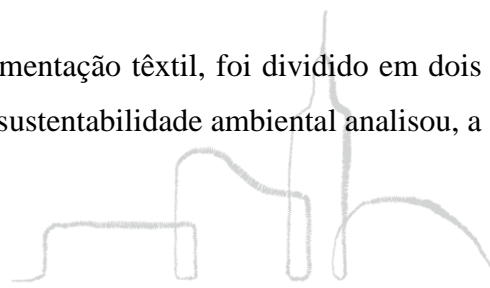 mentação têxtil, foi dividido em dois
sustentabilidade ambiental analisou, a